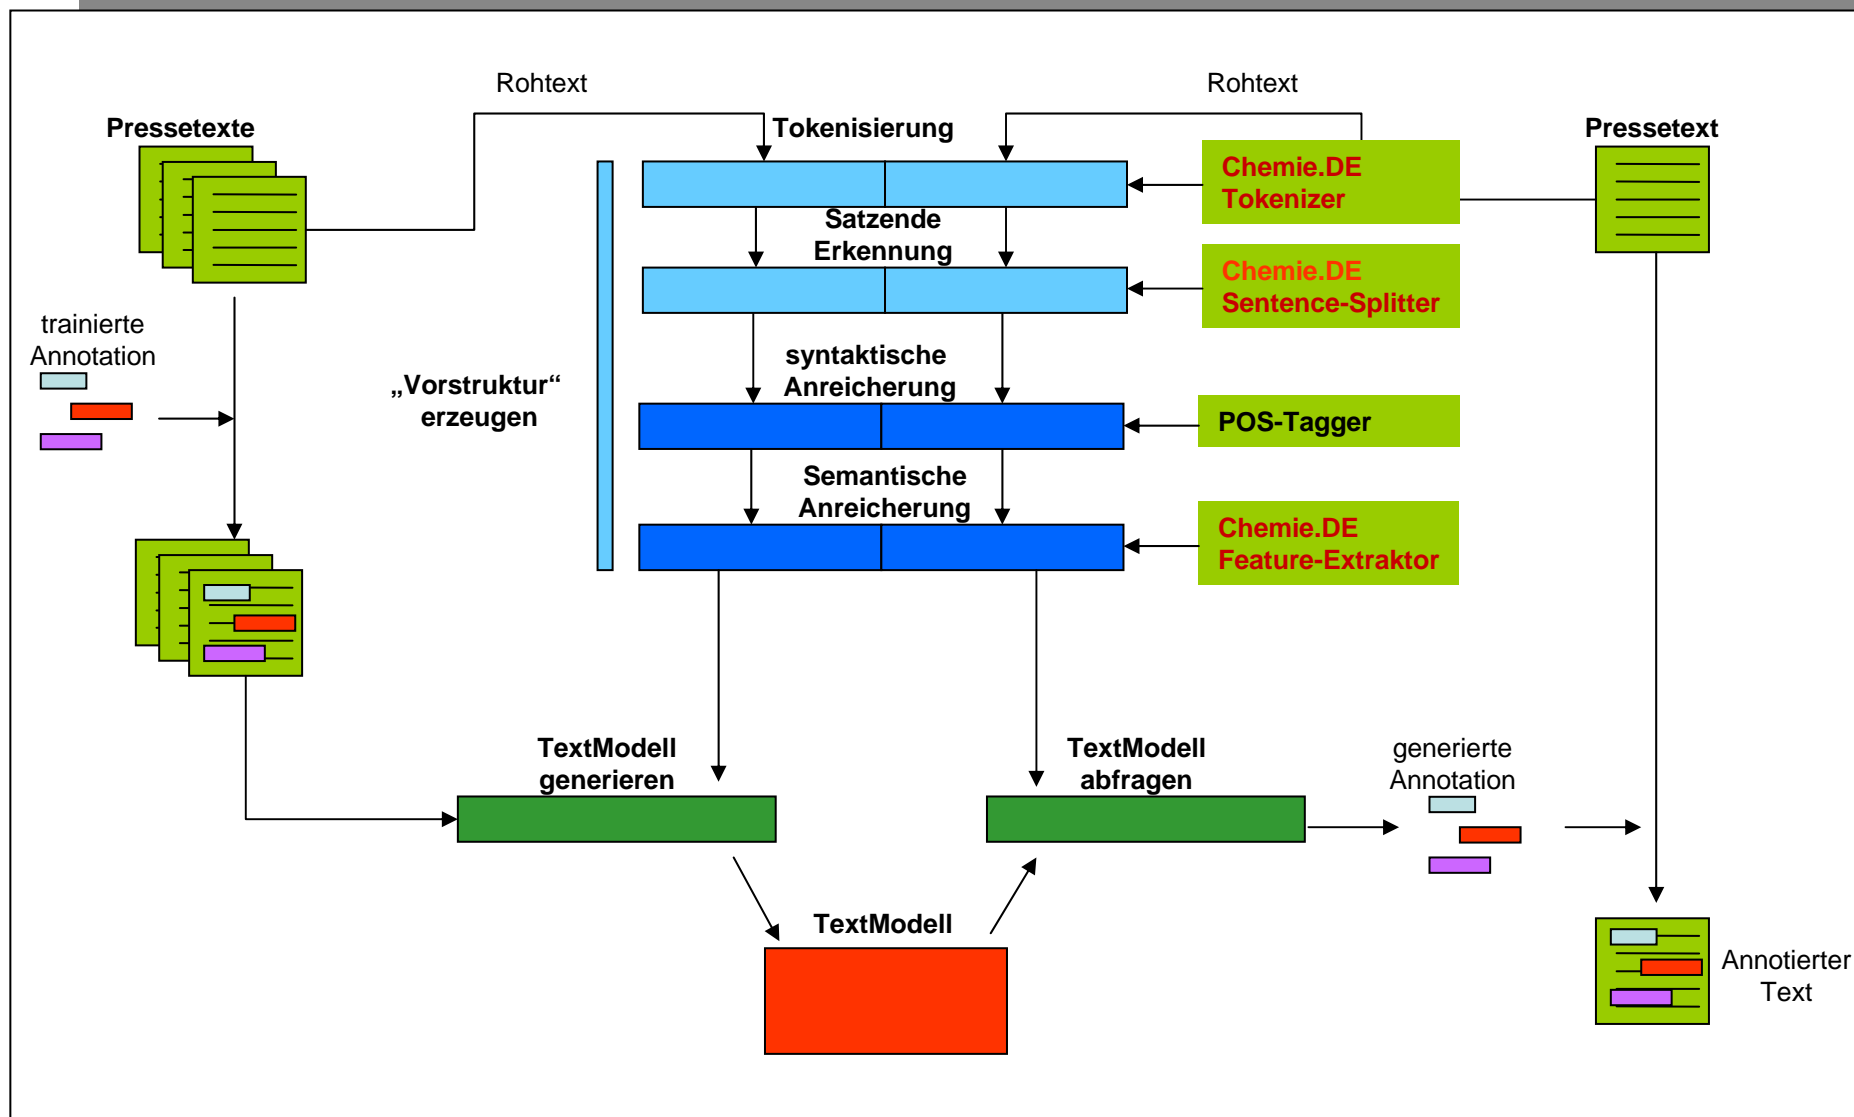 Rohtext
Rohtext
Pressetexte
Tokenisierung
Pressetext
Chemie.DE
Tokenizer
Satzende
Erkennung
Chemie.DE
Sentence-Splitter
trainierte
Annotation
„Vorstruktur“
erzeugen
syntaktische
Anreicherung
POS-Tagger
Semantische
Anreicherung
Chemie.DE
Feature-Extraktor
TextModell
generieren
TextModell
abfragen
generierte
Annotation
TextModell
Annotierter
Text